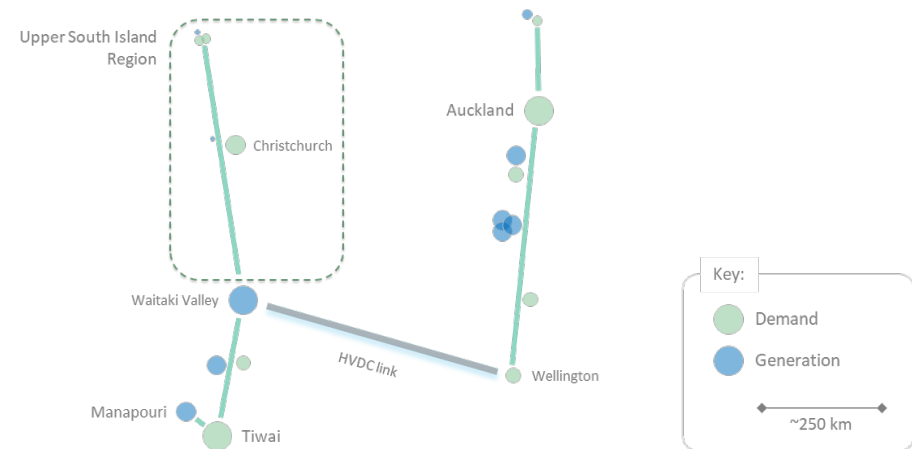 Upper South Island
Region
Auckland
Christchurch
Waitaki Valley
HVDC link
Wellington
Manapouri
Tiwai
Key:
Demand
Generation
~250 km